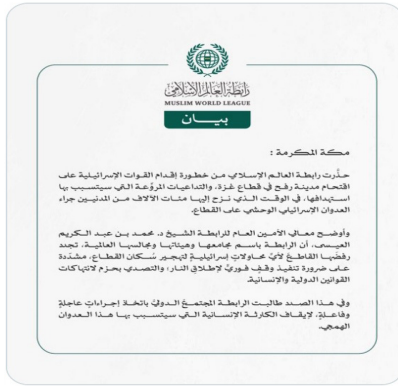 رابطة العالم الإسلامي
MUSLIM WORLD LEAGUE
بيــــان
مكة المكرمة :
حذّرت رابطة العالم الإسلامي من خطورة إقدام القوات الإسرائيلية على
اقتحام مدينة رفح في قطاع غزة، والتداعيات المروّعة التي سيتسبب بها
استهدافها، في الوقت الذي نزح إليها مئات الآلاف من المدنيين جراء
العدوان الإسرائيلي الوحشي على القطاع.
وأوضح معالي الأمين العام للرابطة الشيخ د. محمد بن عبد الكريم
العيسى، أن الرابطة باسم مجامعها وهيئاتها ومجالسها العالمية، تجدد
رفضها القاطع لأيّ محاولاتٍ إسرائيليةٍ لتهجير سُكان القطاع، مشدّدة
على ضرورة تنفيذ وقفٍ فوريٍّ لإطلاق النار؛ والتصدي بحزم لانتهاكات
القوانين الدولية والإنسانية.
وفي هذا الصدد طالبت الرابطة المجتمع الدوليّ باتخاذ إجراءاتٍ عاجلةٍ
وفاعلةٍ، لإيقاف الكارثة الإنسانية التي سيتسبب بها هذا العدوان
الهمجي.